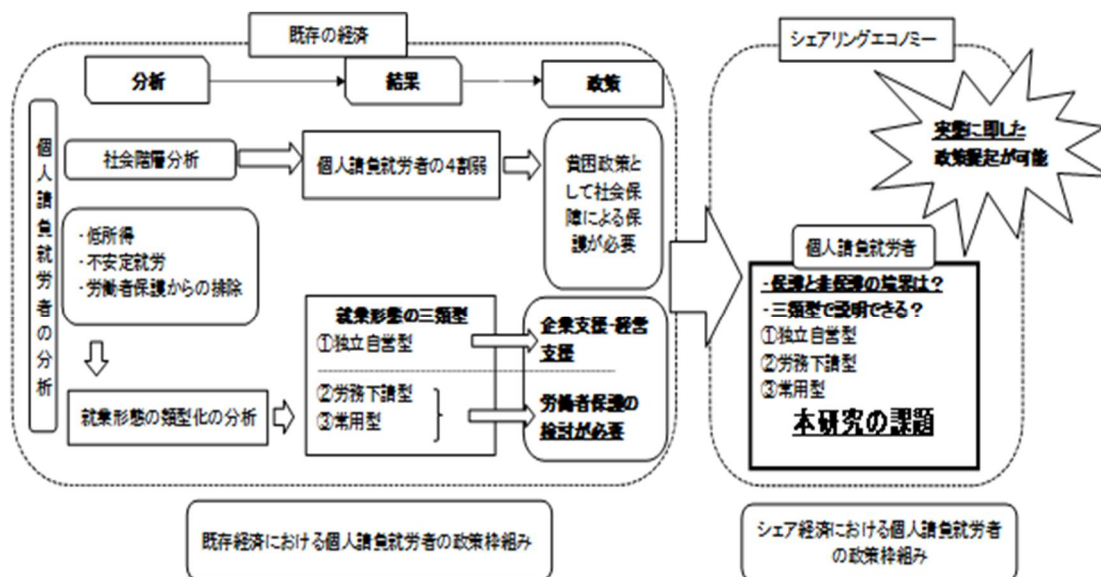 既存の経済
シェアリングエコノミー
分析
結果
政策
個人請負就労者の分析
社会階層分析
個人請負就労者の4割弱
貧困政策と
して社会保
障による保
護が必要
・低所得
・不安定就労
・労働者保護からの排除
就業形態の類型化の分析
就業形態の三類型
①独立自営型
②労務下請型
③常用型
企業支援・経営
支援
労働者保護の
検討が必要
実態に即した
政策提起が可能
個人請負就労者
・保護と非保護の境界は？
・三類型で説明できる？
①独立自営型
②労務下請型
③常用型
本研究の課題
既存経済における個人請負就労者の政策枠組み
シェア経済における個人請負就労者
の政策枠組み